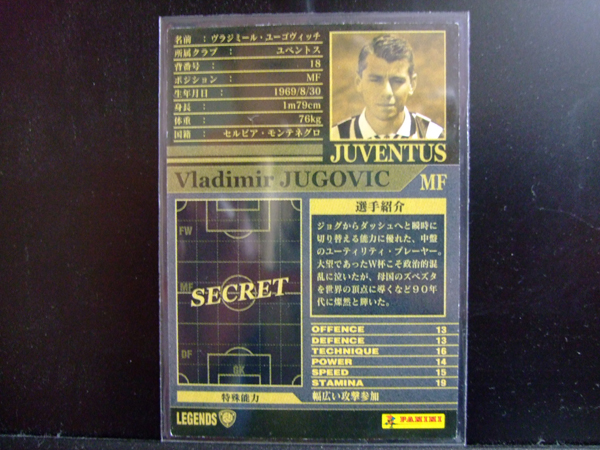 名前 : ヴラジミール・ユーゴヴィッチ
所属クラブ : ユベントス
背番号 : 18
ポジション : MF
生年月日 : 1969/8/30
身長 : 1m79cm
体重 : 76kg
国籍 : セルビア・モンテネグロ
JUVENTUS
Vladimir JUGOVIC MF
FW
MF
SECRET
DF
GK
選手紹介
ジョグからダッシュへと瞬時に
切り替える能力に優れた、中盤
のユーティリティ・プレーヤー。
大望であったW杯こそ政治的混
乱に泣いたが、母国のズベズタ
を世界の頂点に導くなど90年
代に燦然と輝いた。
OFFENCE 13
DEFENCE 13
TECHNIQUE 16
POWER 14
SPEED 15
STAMINA 19
特殊能力 幅広い攻撃参加
LEGENDS
PANINI